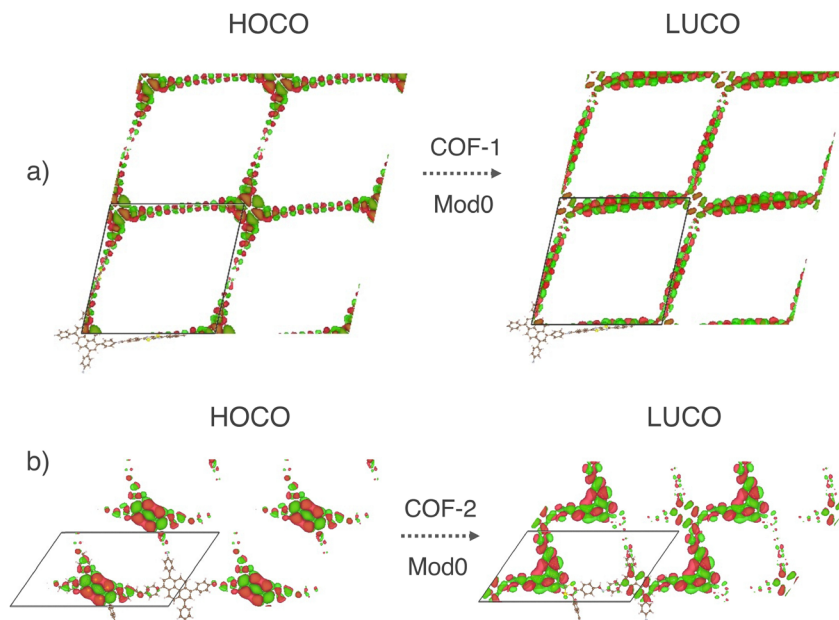 HOCO LUCO
a)
COF-1
Mod0
HOCO LUCO
b)
COF-2
Mod0